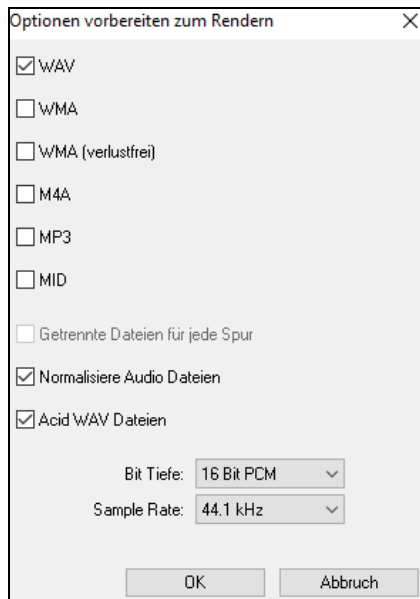 Optionen vorbereiten zum Rendern
WAV
WMA
WMA (verlustfrei)
M4A
MP3
MID
Getrennte Dateien für jede Spur
Normalisiere Audio Dateien
Acid WAV Dateien
Bit Tiefe: 16 Bit PCM
Sample Rate: 44.1 kHz
OK Abbruch